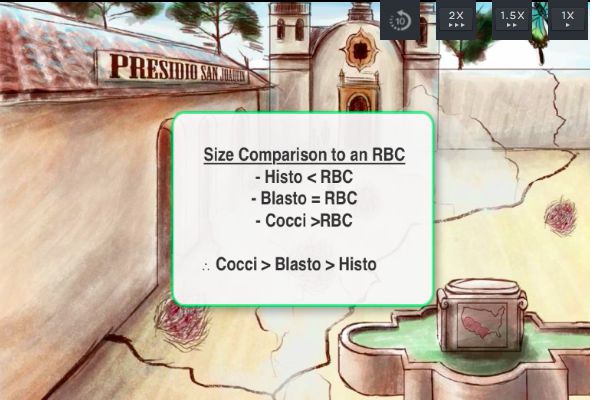 10
2X
1.5X
1X
PRESIDIO SAN JOAQUIN
Size Comparison to an RBC
- Histo < RBC
- Blasto = RBC
- Cocci >RBC
∴ Cocci > Blasto > Histo